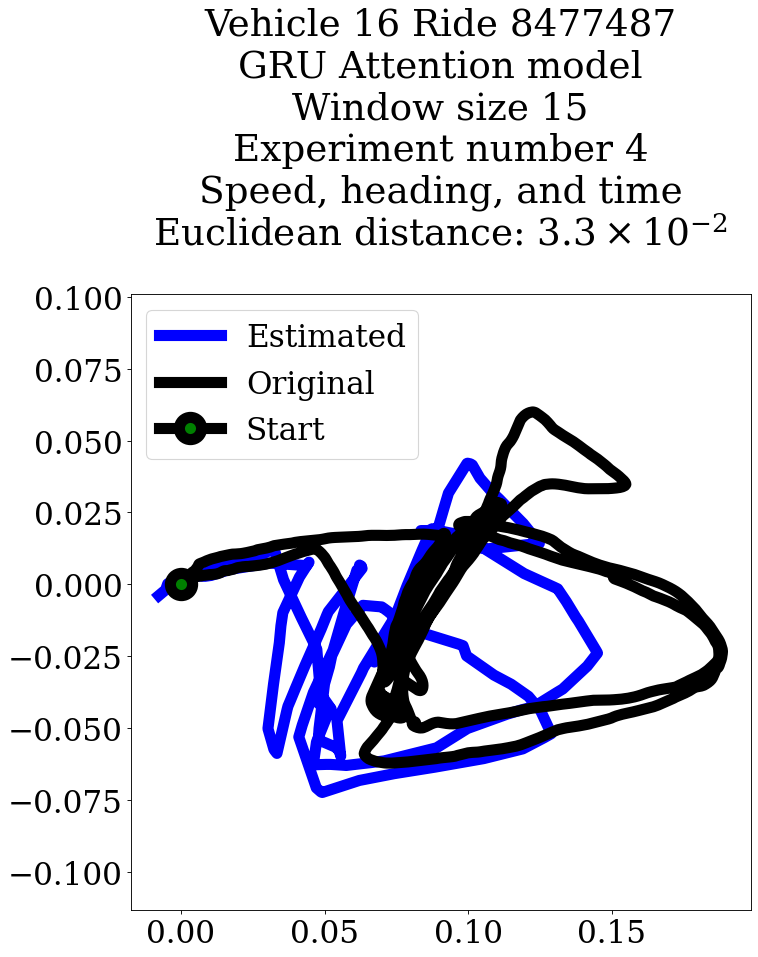 Vehicle 16 Ride 8477487
GRU Attention model
Window size 15
Experiment number 4
Speed, heading, and time
Euclidean distance: 3.3 × 10⁻²
Estimated
Original
Start
0.100
0.075
0.050
0.025
0.000
−0.025
−0.050
−0.075
−0.100
0.00 0.05 0.10 0.15